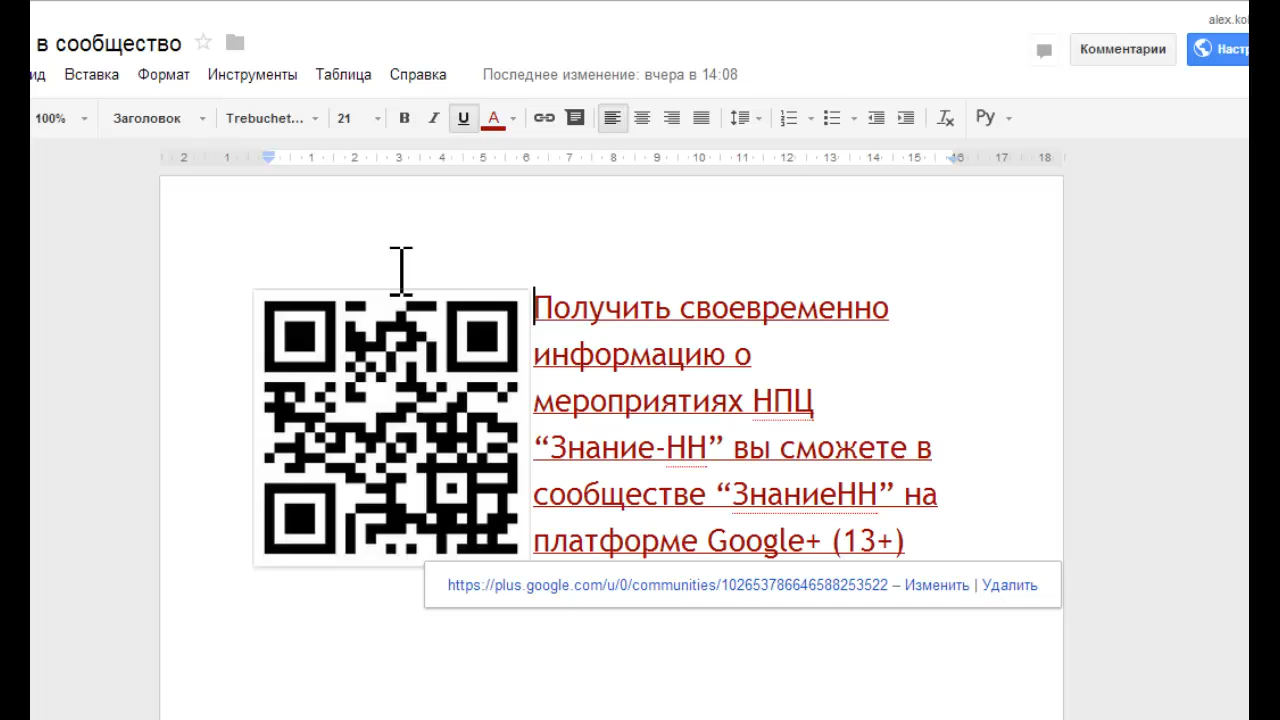 alex.ko
в сообщество
Комментарии
Настр
ид Вставка Формат Инструменты Таблица Справка Последнее изменение: вчера в 14:08
100% Заголовок Trebuchet... 21 B I U A Ру
2 1 1 2 3 4 5 6 7 8 9 10 11 12 13 14 15 16 17 18
Получить своевременно
информацию о
мероприятиях НПЦ
“Знание-НН” вы сможете в
сообществе “ЗнаниеНН” на
платформе Google+ (13+)
https://plus.google.com/u/0/communities/102653786646588253522 – Изменить | Удалить